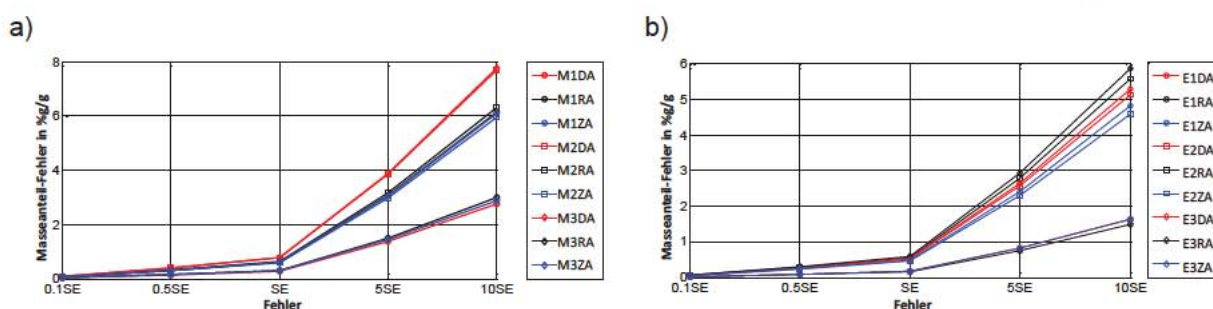 a)
Masseanteil-Fehler in %g/g
8
6
4
2
0
0.1SE 0.5SE SE 5SE 10SE
Fehler
M1DA
M1RA
M1ZA
M2DA
M2RA
M2ZA
M3DA
M3RA
M3ZA
b)
Masseanteil-Fehler in %g/g
6
5
4
3
2
1
0
0.1SE 0.5SE SE 5SE 10SE
Fehler
E1DA
E1RA
E1ZA
E2DA
E2RA
E2ZA
E3DA
E3RA
E3ZA